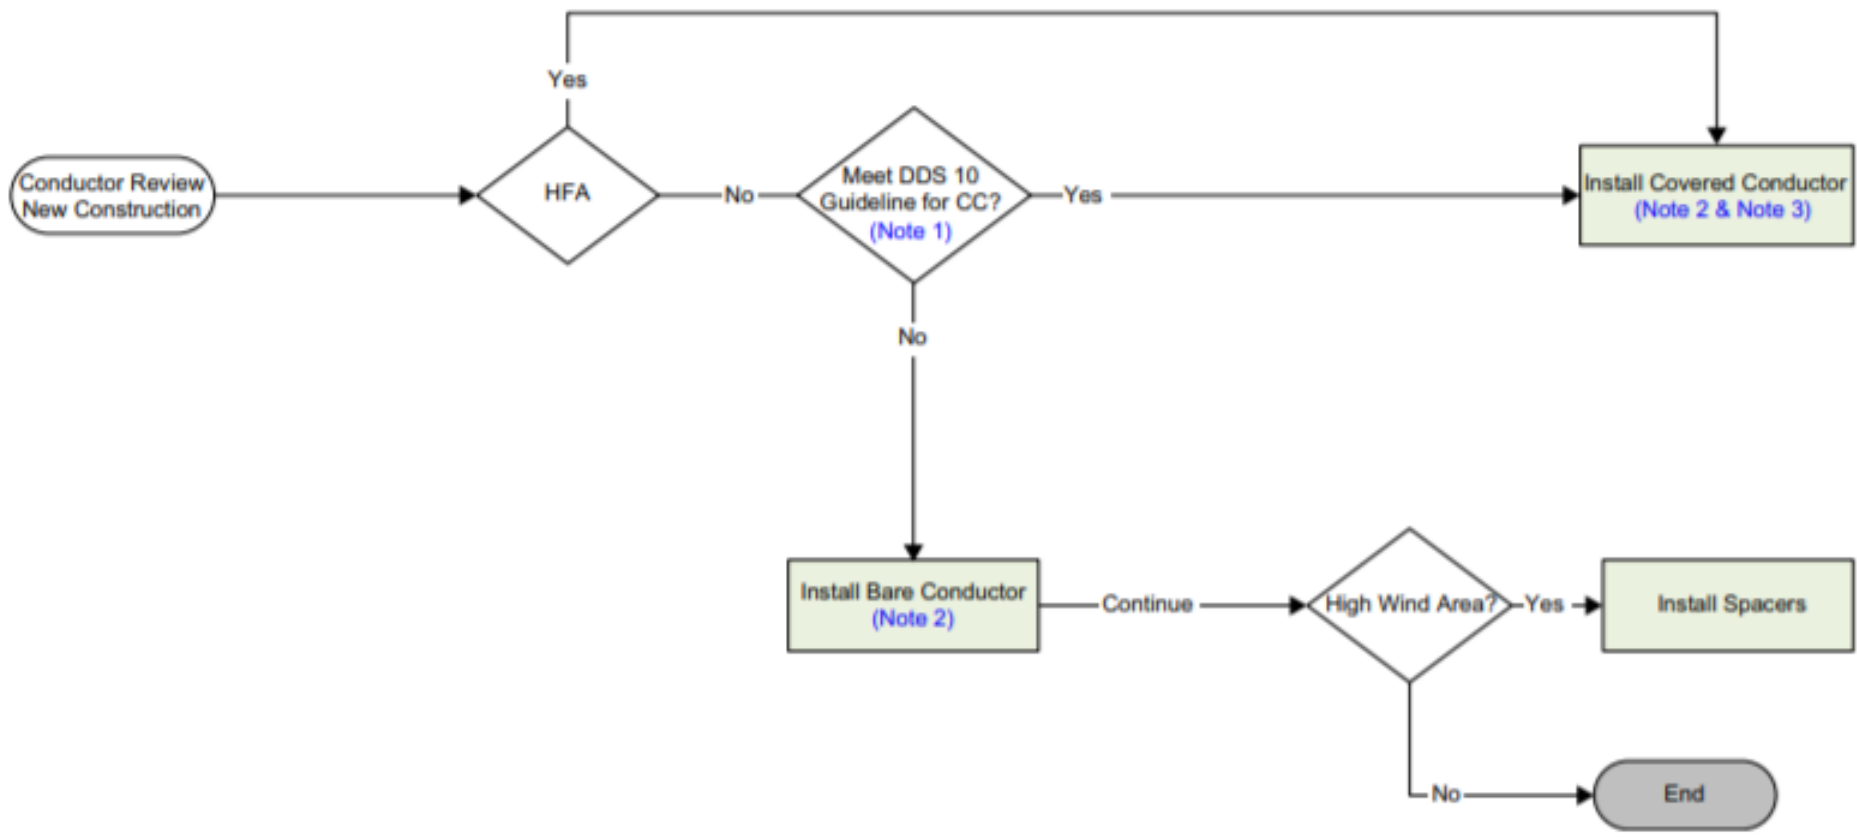 Yes
Conductor Review
New Construction
HFA
No
Meet DDS 10
Guideline for CC?
(Note 1)
Yes
Install Covered Conductor
(Note 2 & Note 3)
No
Install Bare Conductor
(Note 2)
Continue
High Wind Area?
Yes
Install Spacers
No
End